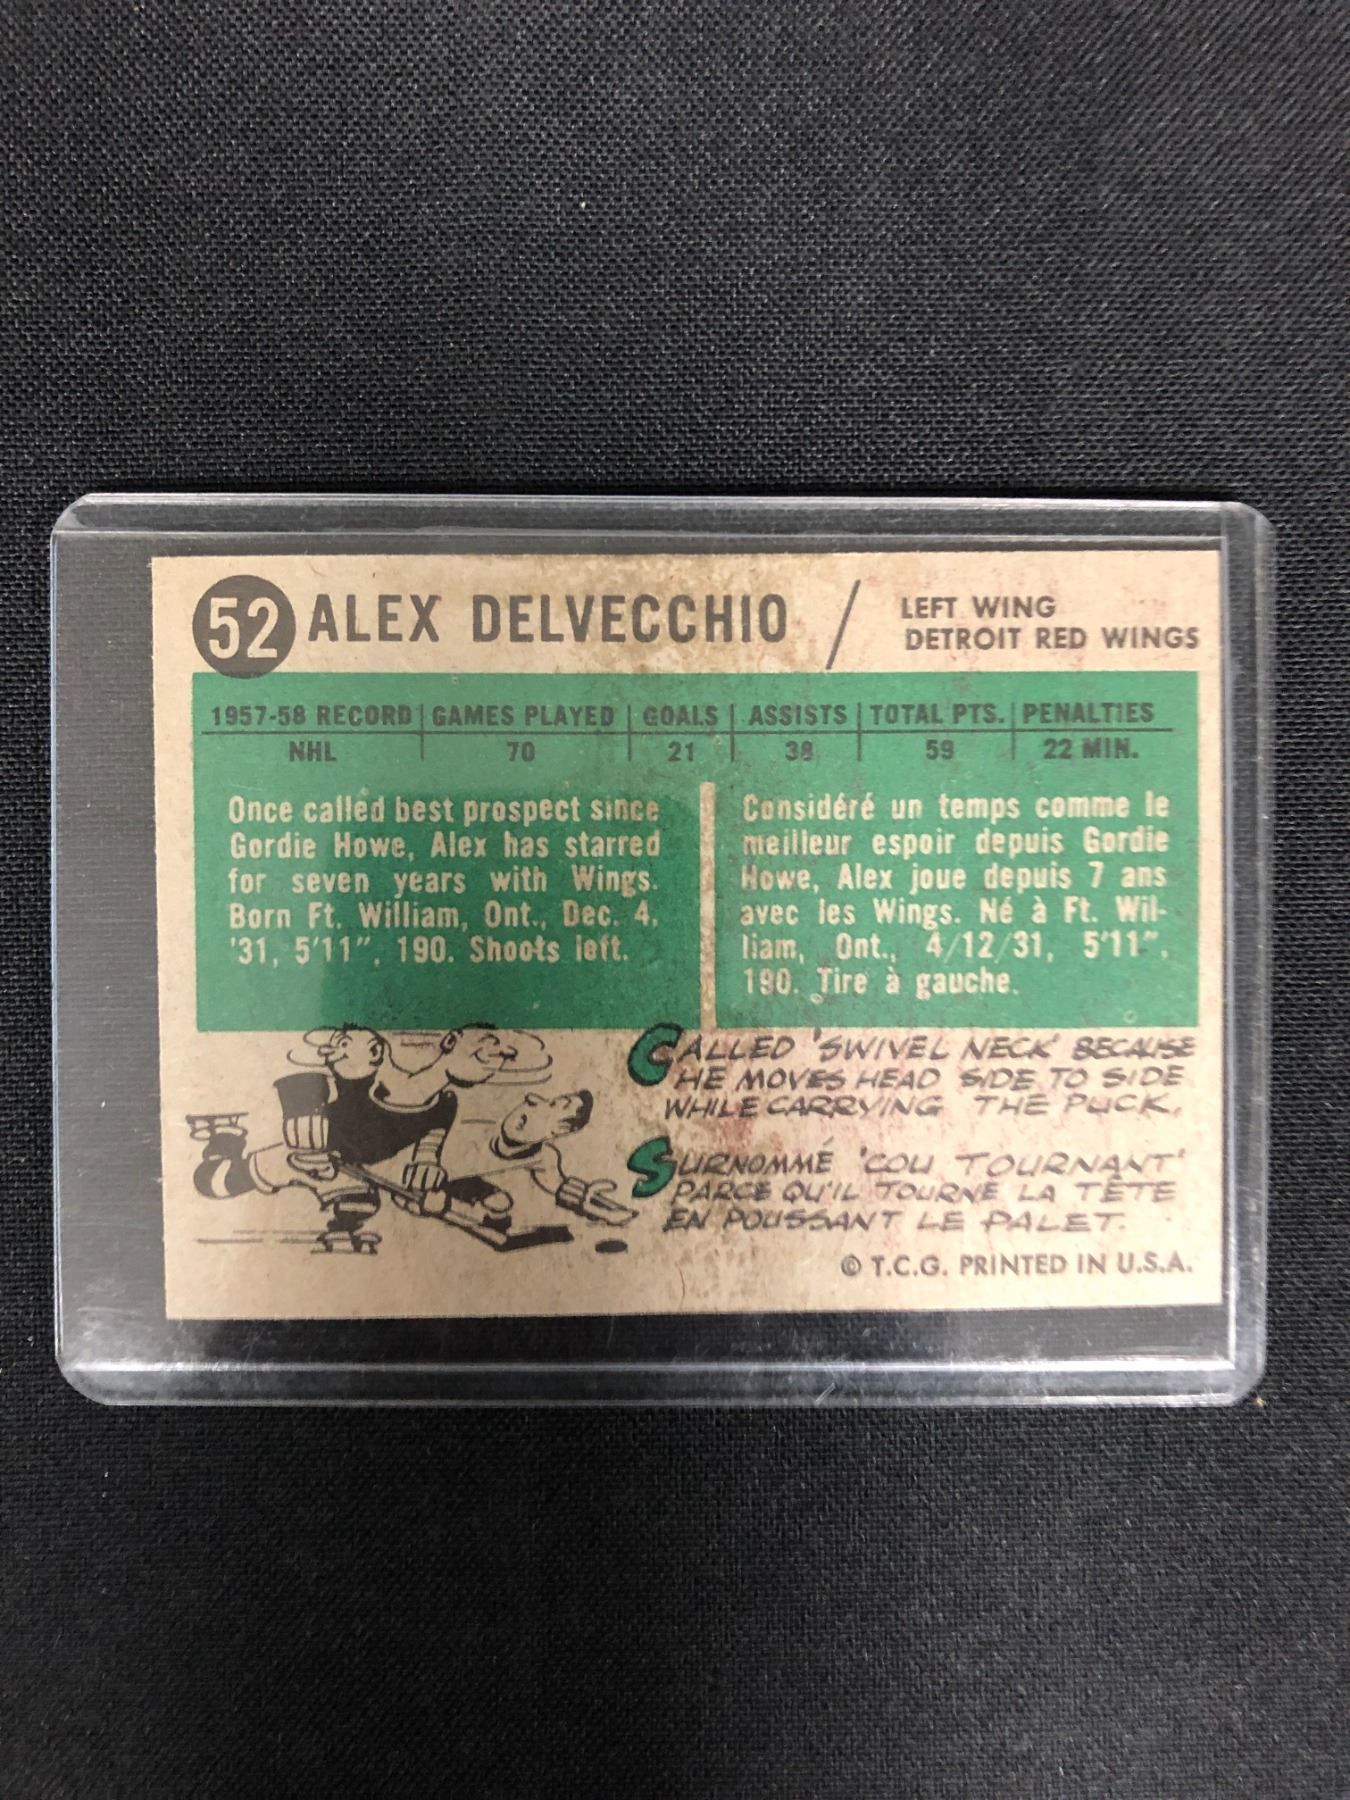 52 ALEX DELVECCHIO / LEFT WING
DETROIT RED WINGS
1957-58 RECORD GAMES PLAYED GOALS ASSISTS TOTAL PTS. PENALTIES
NHL 70 21 38 59 22 MIN.
Once called best prospect since
Gordie Howe, Alex has starred
for seven years with Wings.
Born Ft. William, Ont., Dec. 4,
'31, 5'11", 190. Shoots left.
Considéré un temps comme le
meilleur espoir depuis Gordie
Howe, Alex joue depuis 7 ans
avec les Wings. Né à Ft. Wil-
liam, Ont., 4/12/31, 5'11",
190. Tire à gauche.
CALLED 'SWIVEL NECK' BECAUSE
HE MOVES HEAD SIDE TO SIDE
WHILE CARRYING THE PUCK.
SURNOMMÉ 'COU TOURNANT'
PARCE QU'IL TOURNE LA TÊTE
EN POUSSANT LE PALET.
© T.C.G. PRINTED IN U.S.A.